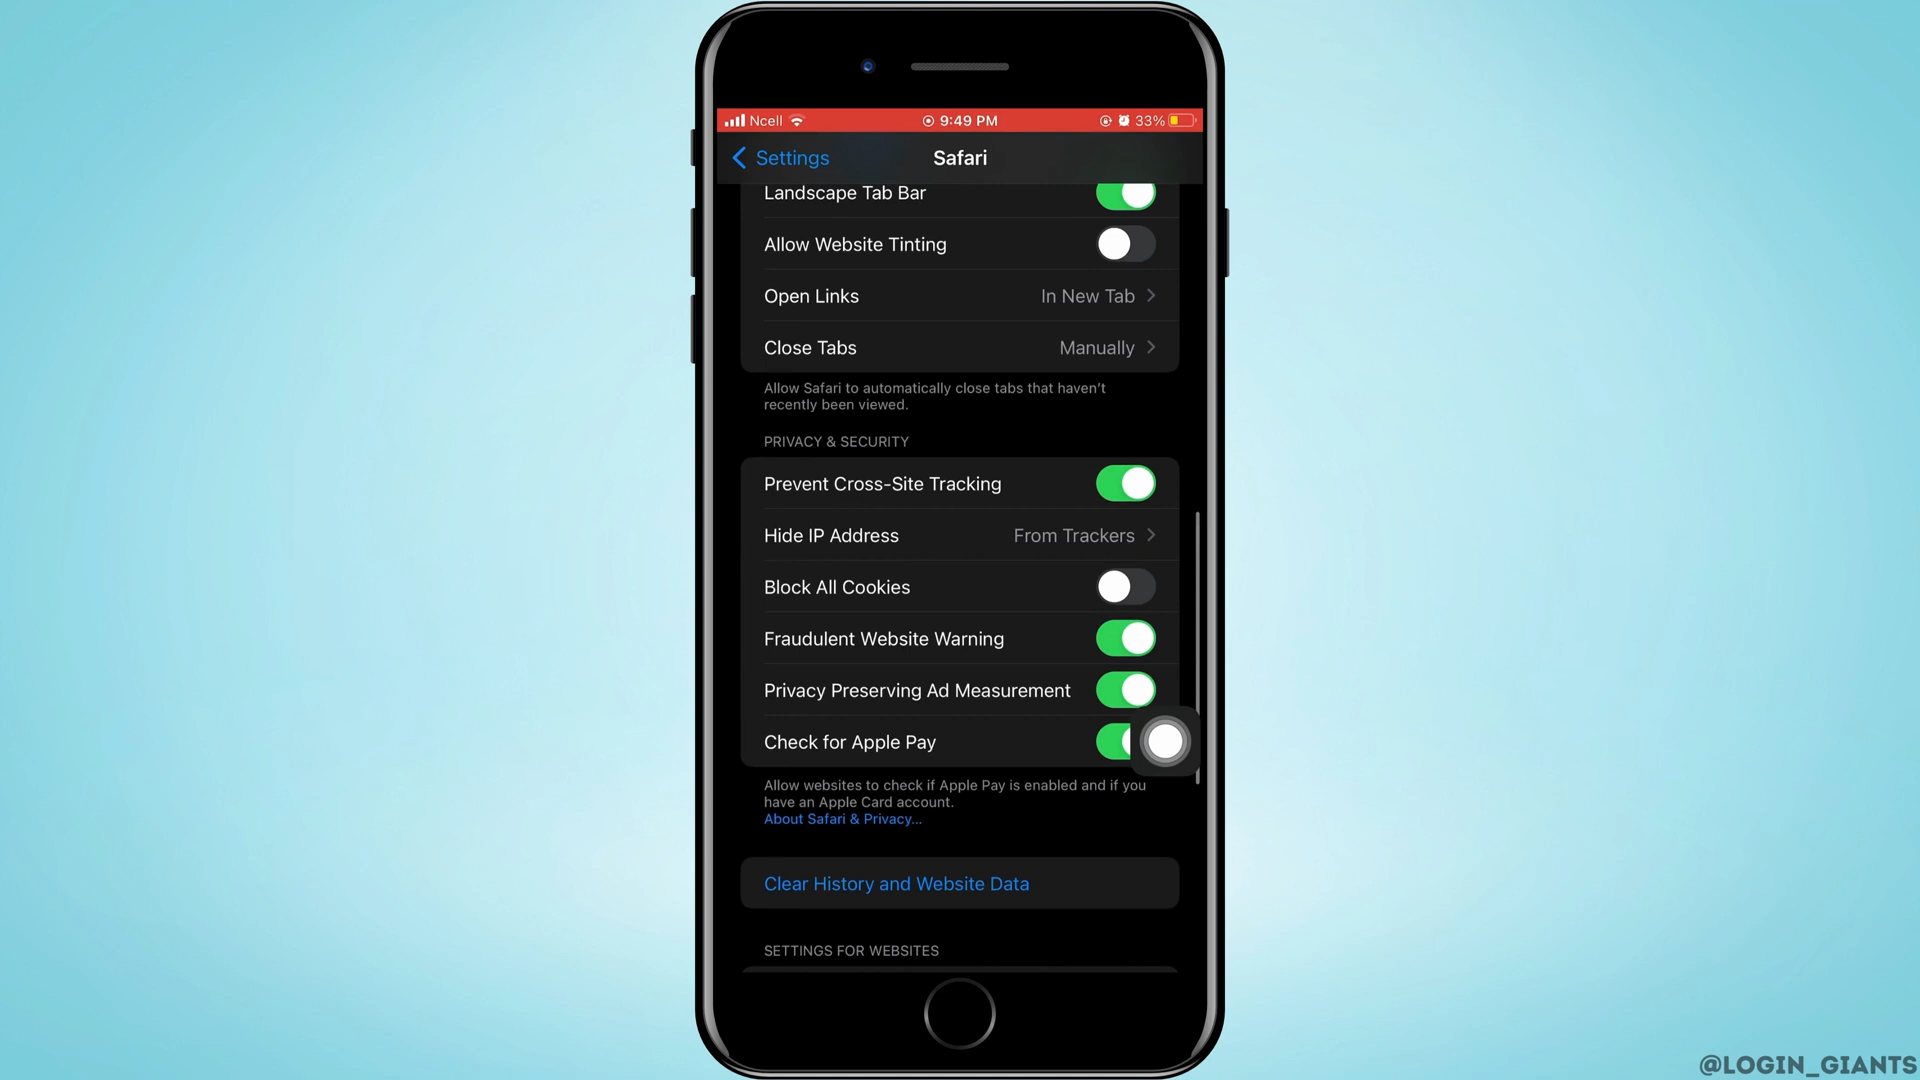 Ncell
9:49 PM
33%
Settings
Safari
Landscape Tab Bar
Allow Website Tinting
Open Links
In New Tab
Close Tabs
Manually
Allow Safari to automatically close tabs that haven't
recently been viewed.
PRIVACY & SECURITY
Prevent Cross-Site Tracking
Hide IP Address
From Trackers
Block All Cookies
Fraudulent Website Warning
Privacy Preserving Ad Measurement
Check for Apple Pay
Allow websites to check if Apple Pay is enabled and if you
have an Apple Card account.
About Safari & Privacy...
Clear History and Website Data
SETTINGS FOR WEBSITES
@LOGIN_GIANTS